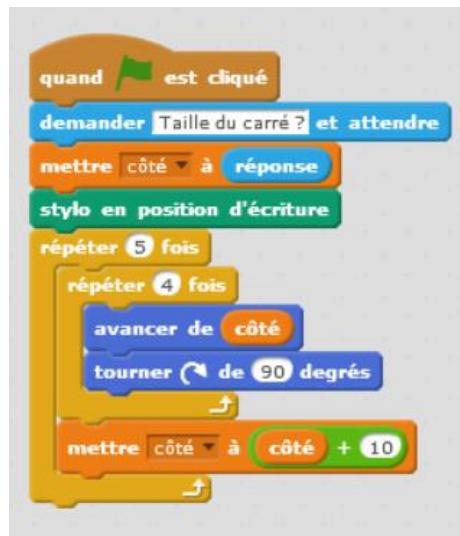 quand est cliqué
demander Taille du carré ? et attendre
mettre côté à réponse
stylo en position d'écriture
répéter 5 fois
répéter 4 fois
avancer de côté
tourner de 90 degrés
mettre côté à côté + 10